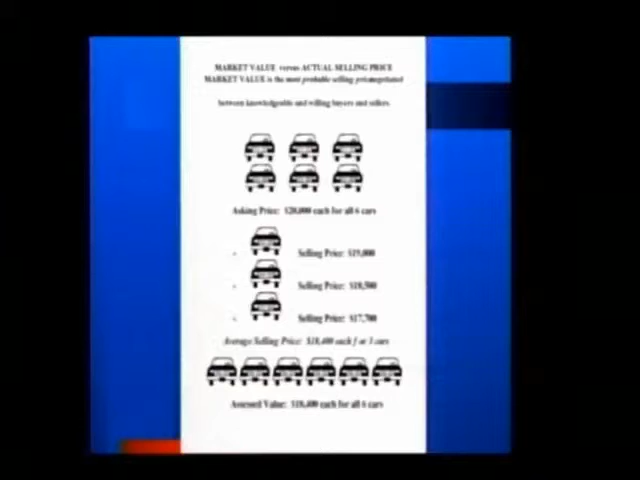 MARKET VALUE versus ACTUAL SELLING PRICE
MARKET VALUE is the most probable selling price negotiated
between knowledgeable and willing buyers and sellers
Asking Price: $20,000 each for all 6 cars
Selling Price: $19,000
Selling Price: $18,500
Selling Price: $17,700
Average Selling Price: $18,400 each f or 3 cars
Assessed Value: $18,400 each for all 6 cars